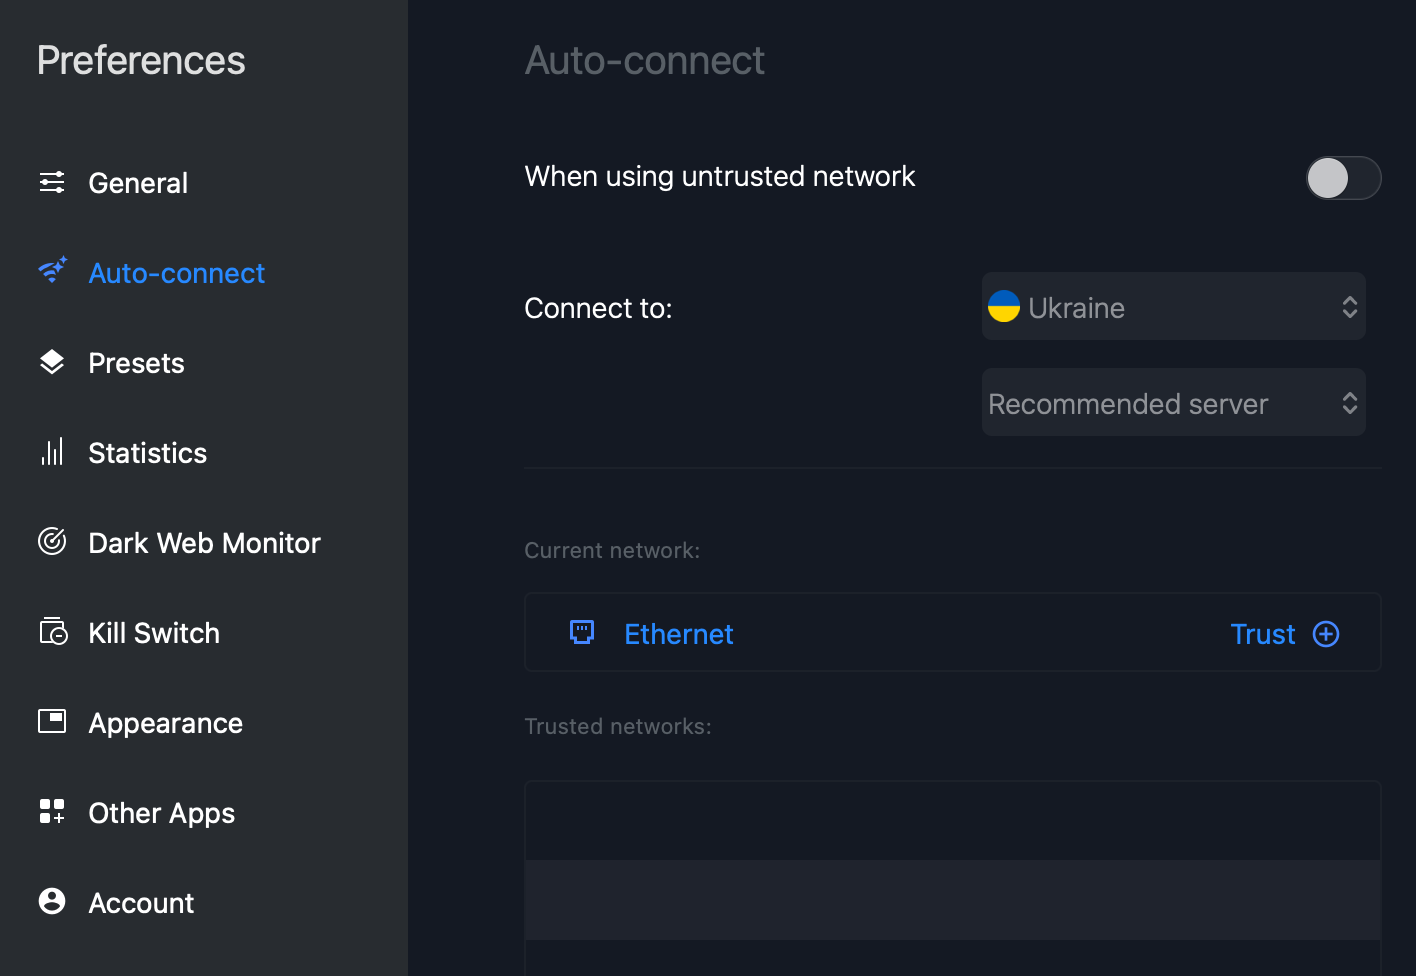 Preferences
General
Auto-connect
Presets
Statistics
Dark Web Monitor
Kill Switch
Appearance
Other Apps
Account
Auto-connect
When using untrusted network
Connect to:
Ukraine
Recommended server
Current network:
Ethernet
Trust
Trusted networks: